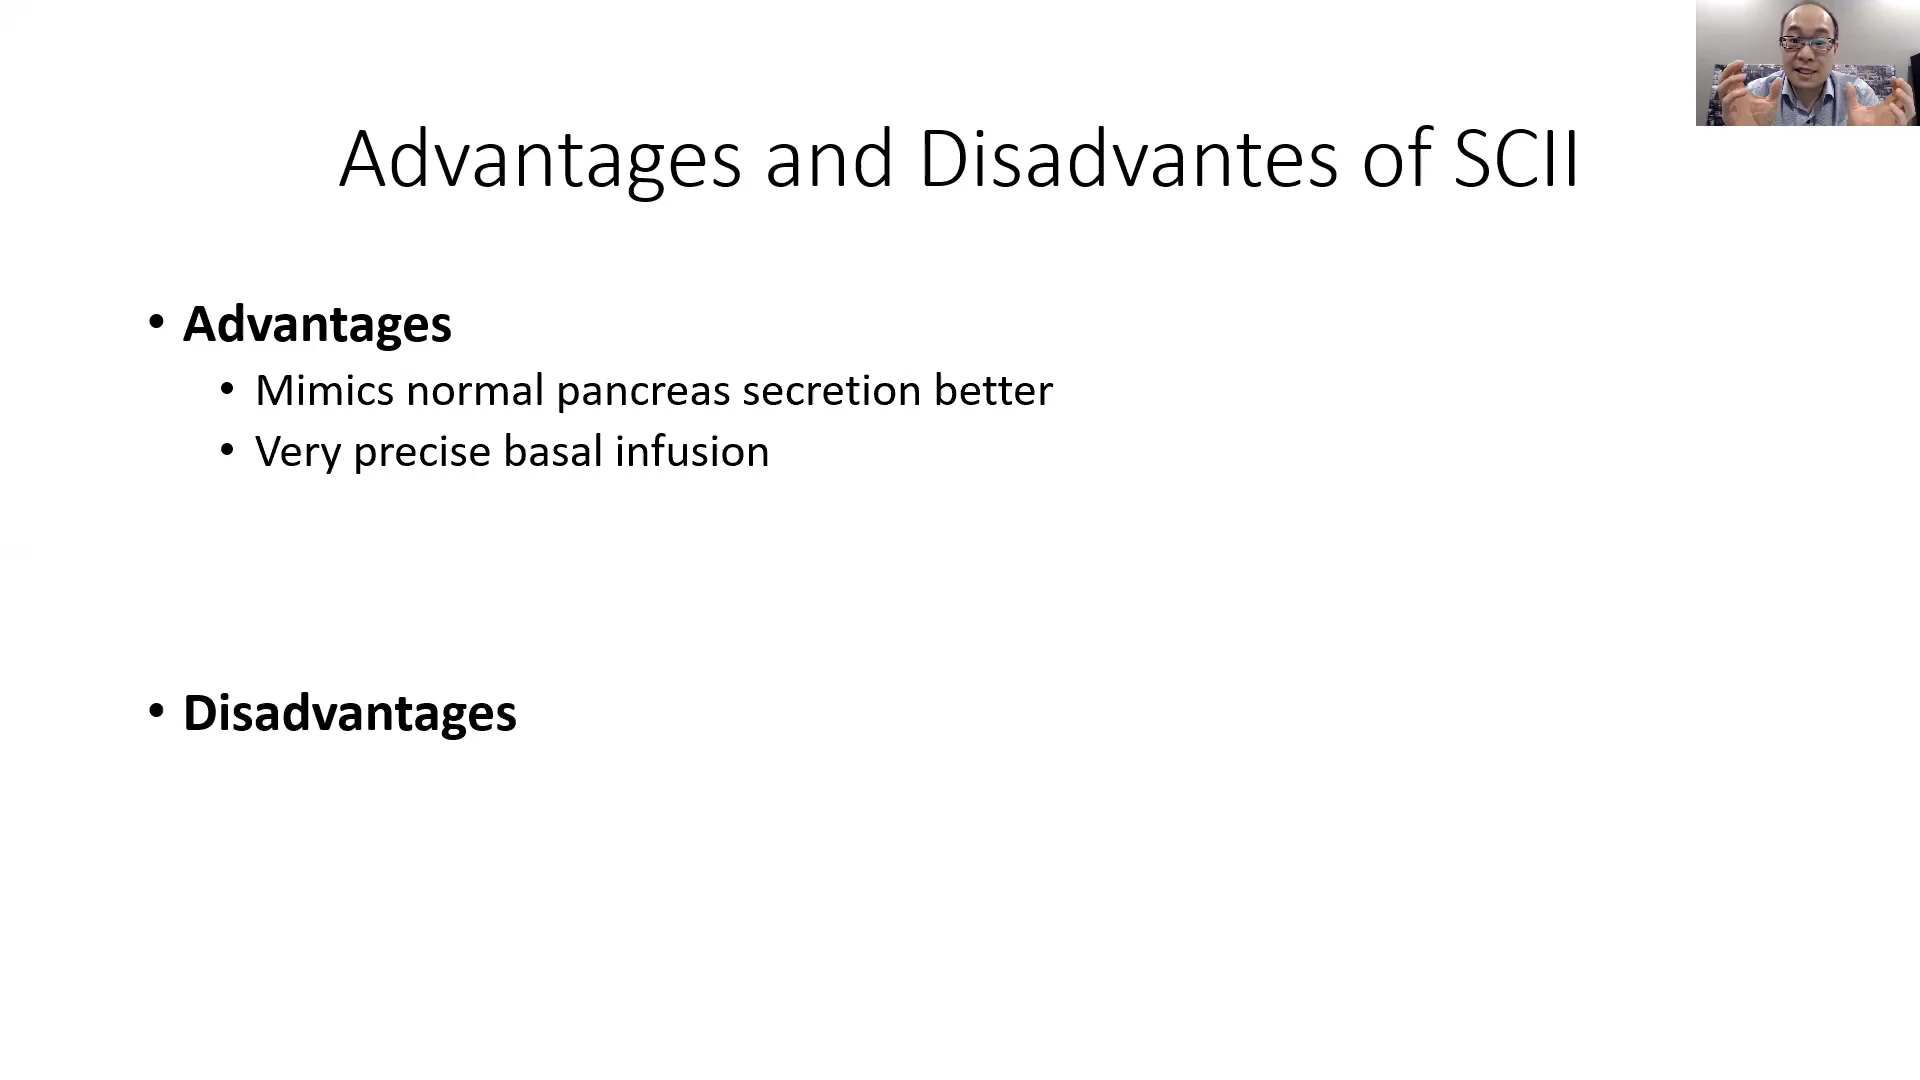 Advantages and Disadvantes of SCII
• Advantages
• Mimics normal pancreas secretion better
• Very precise basal infusion
• Disadvantages